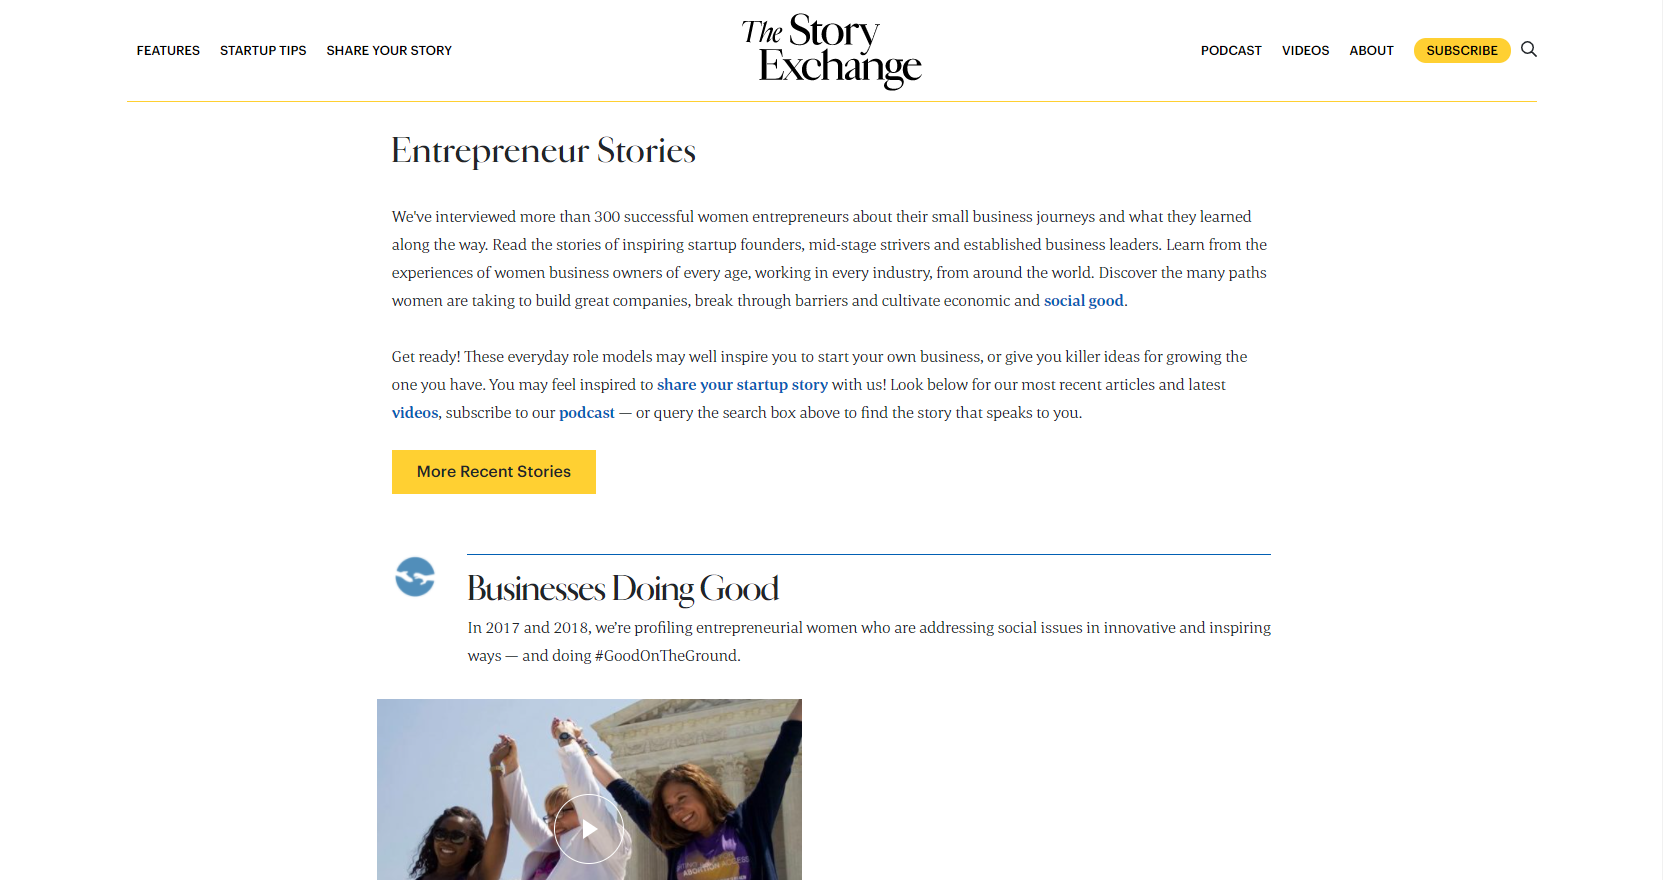 FEATURES STARTUP TIPS SHARE YOUR STORY
The Story
Exchange
PODCAST VIDEOS ABOUT SUBSCRIBE
Entrepreneur Stories
We've interviewed more than 300 successful women entrepreneurs about their small business journeys and what they learned
along the way. Read the stories of inspiring startup founders, mid-stage strivers and established business leaders. Learn from the
experiences of women business owners of every age, working in every industry, from around the world. Discover the many paths
women are taking to build great companies, break through barriers and cultivate economic and social good.
Get ready! These everyday role models may well inspire you to start your own business, or give you killer ideas for growing the
one you have. You may feel inspired to share your startup story with us! Look below for our most recent articles and latest
videos, subscribe to our podcast — or query the search box above to find the story that speaks to you.
More Recent Stories
Businesses Doing Good
In 2017 and 2018, we're profiling entrepreneurial women who are addressing social issues in innovative and inspiring
ways — and doing #GoodOnTheGround.
ABORTION ACCESS